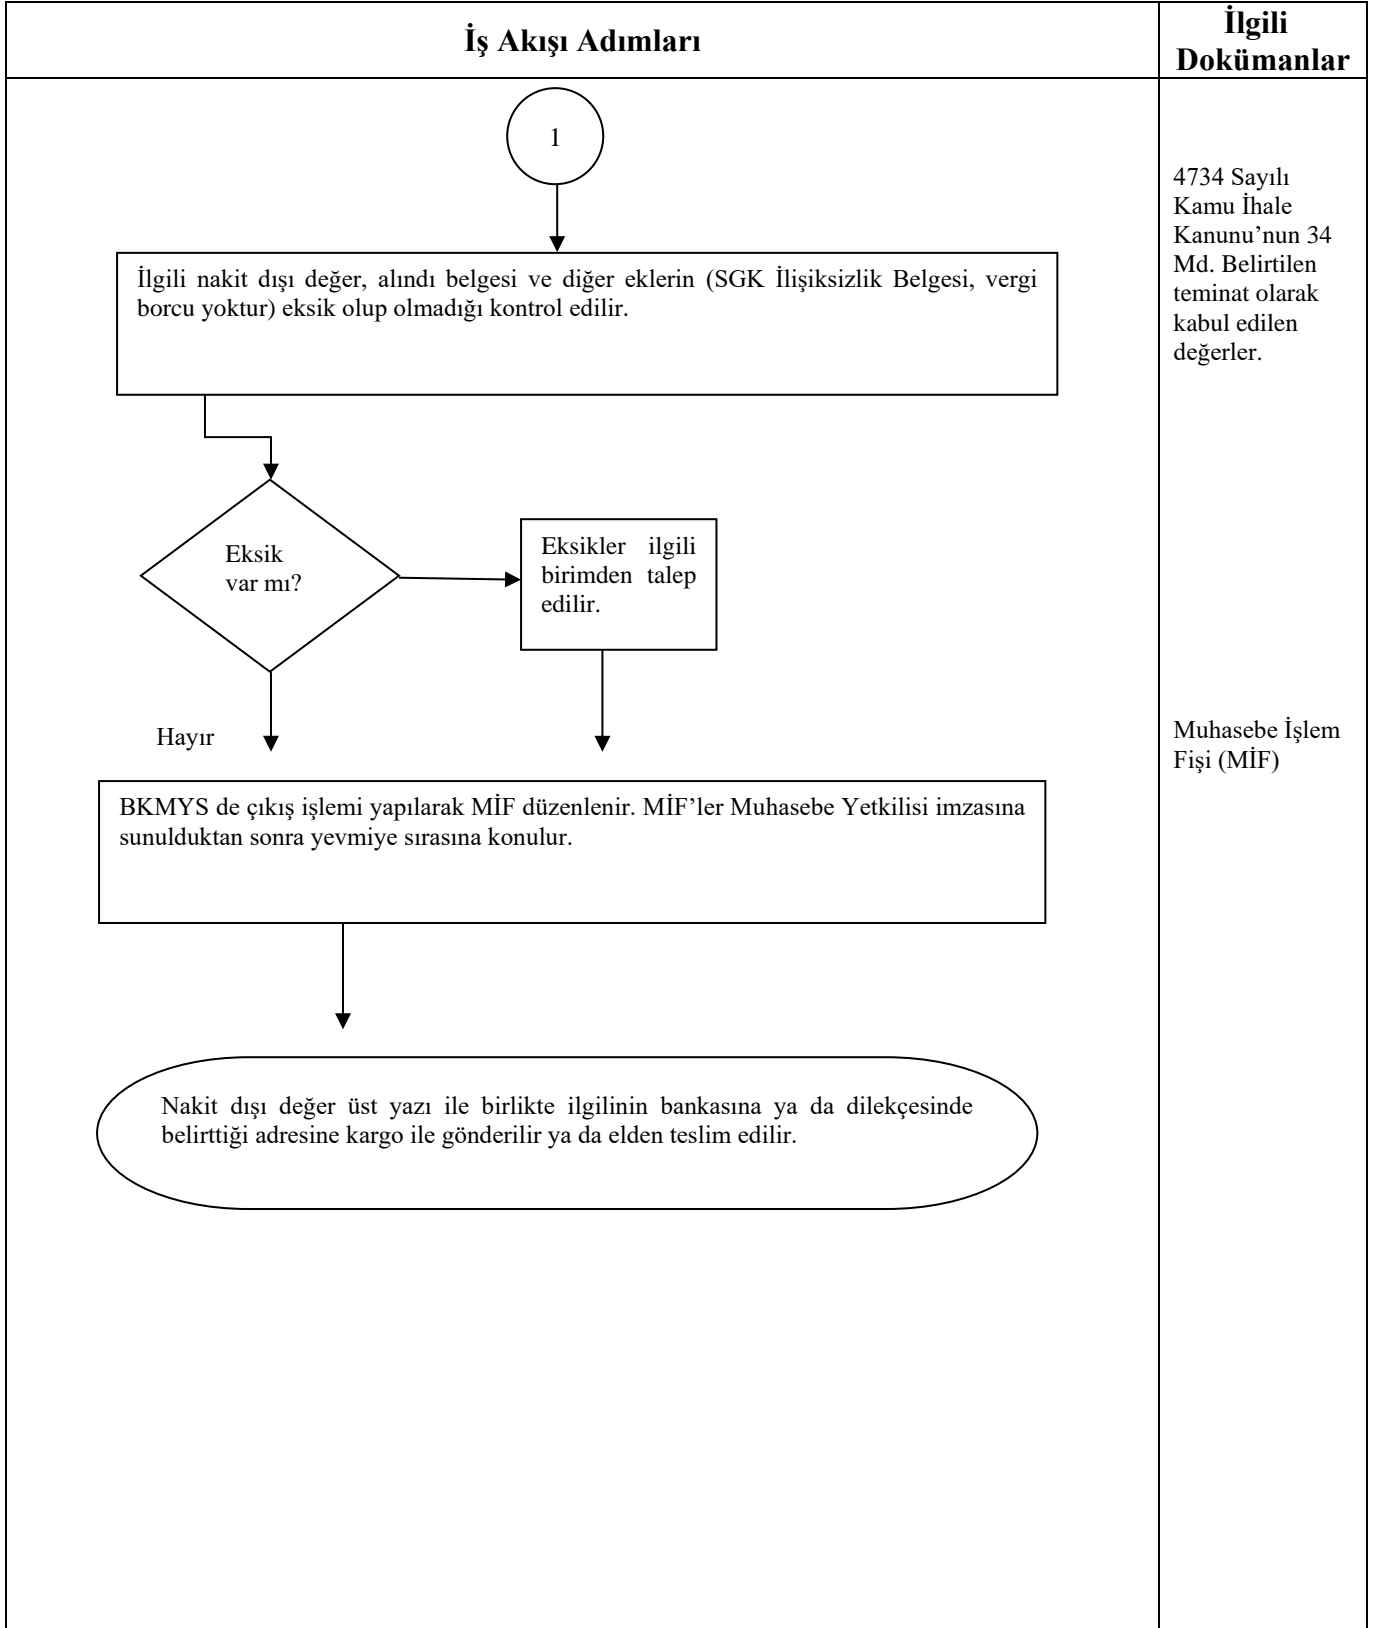 İş Akışı Adımları
İlgili
Dokümanlar
1
İlgili nakit dışı değer, alındı belgesi ve diğer eklerin (SGK İlişiksizlik Belgesi, vergi
borcu yoktur) eksik olup olmadığı kontrol edilir.
4734 Sayılı
Kamu İhale
Kanunu’nun 34
Md. Belirtilen
teminat olarak
kabul edilen
değerler.
Eksik
var mı?
Eksikler ilgili
birimden talep
edilir.
Hayır
Muhasebe İşlem
Fişi (MİF)
BKMYS de çıkış işlemi yapılarak MİF düzenlenir. MİF’ler Muhasebe Yetkilisi imzasına
sunulduktan sonra yevmiye sırasına konulur.
Nakit dışı değer üst yazı ile birlikte ilgilinin bankasına ya da dilekçesinde
belirttiği adresine kargo ile gönderilir ya da elden teslim edilir.